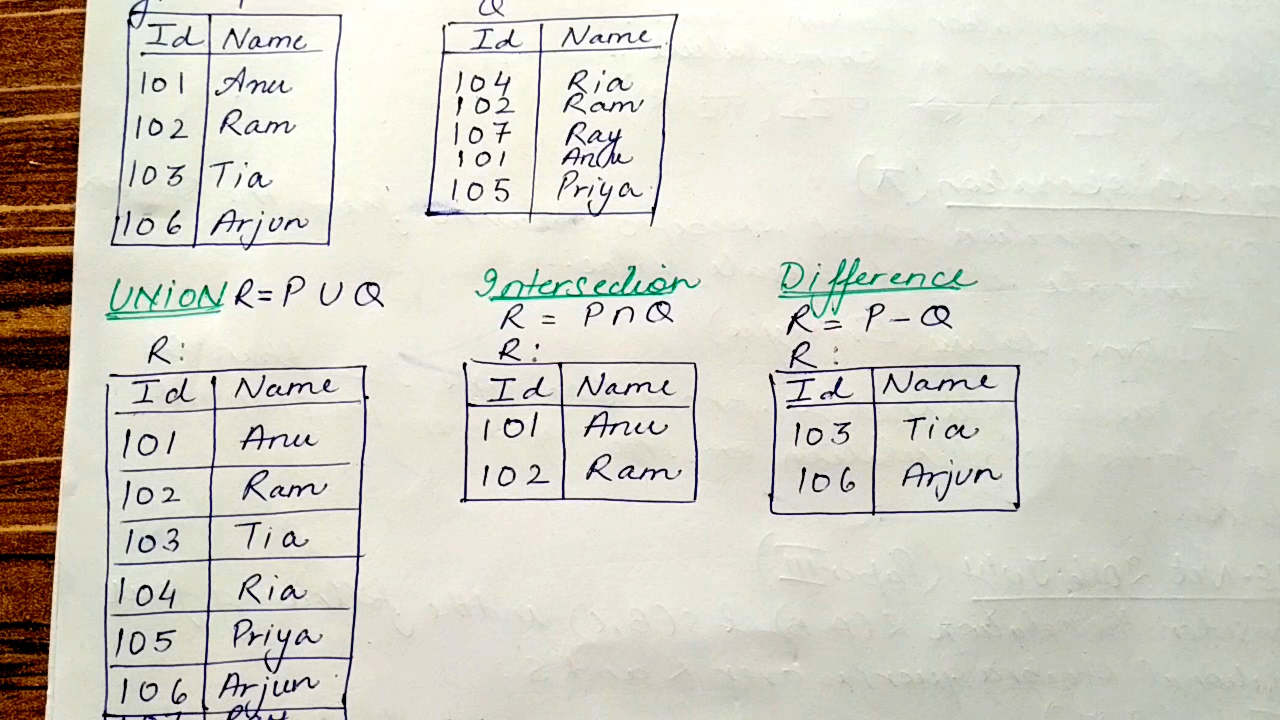 Q
Id Name
101 Anu
102 Ram
103 Tia
106 Arjun
Id Name
104 Ria
102 Ram
107 Ray
101 Anu
105 Priya
UNION R = P ∪ Q
R:
Id Name
101 Anu
102 Ram
103 Tia
104 Ria
105 Priya
106 Arjun
Intersection
R = P ∩ Q
R:
Id Name
101 Anu
102 Ram
Difference
R = P - Q
R:
Id Name
103 Tia
106 Arjun